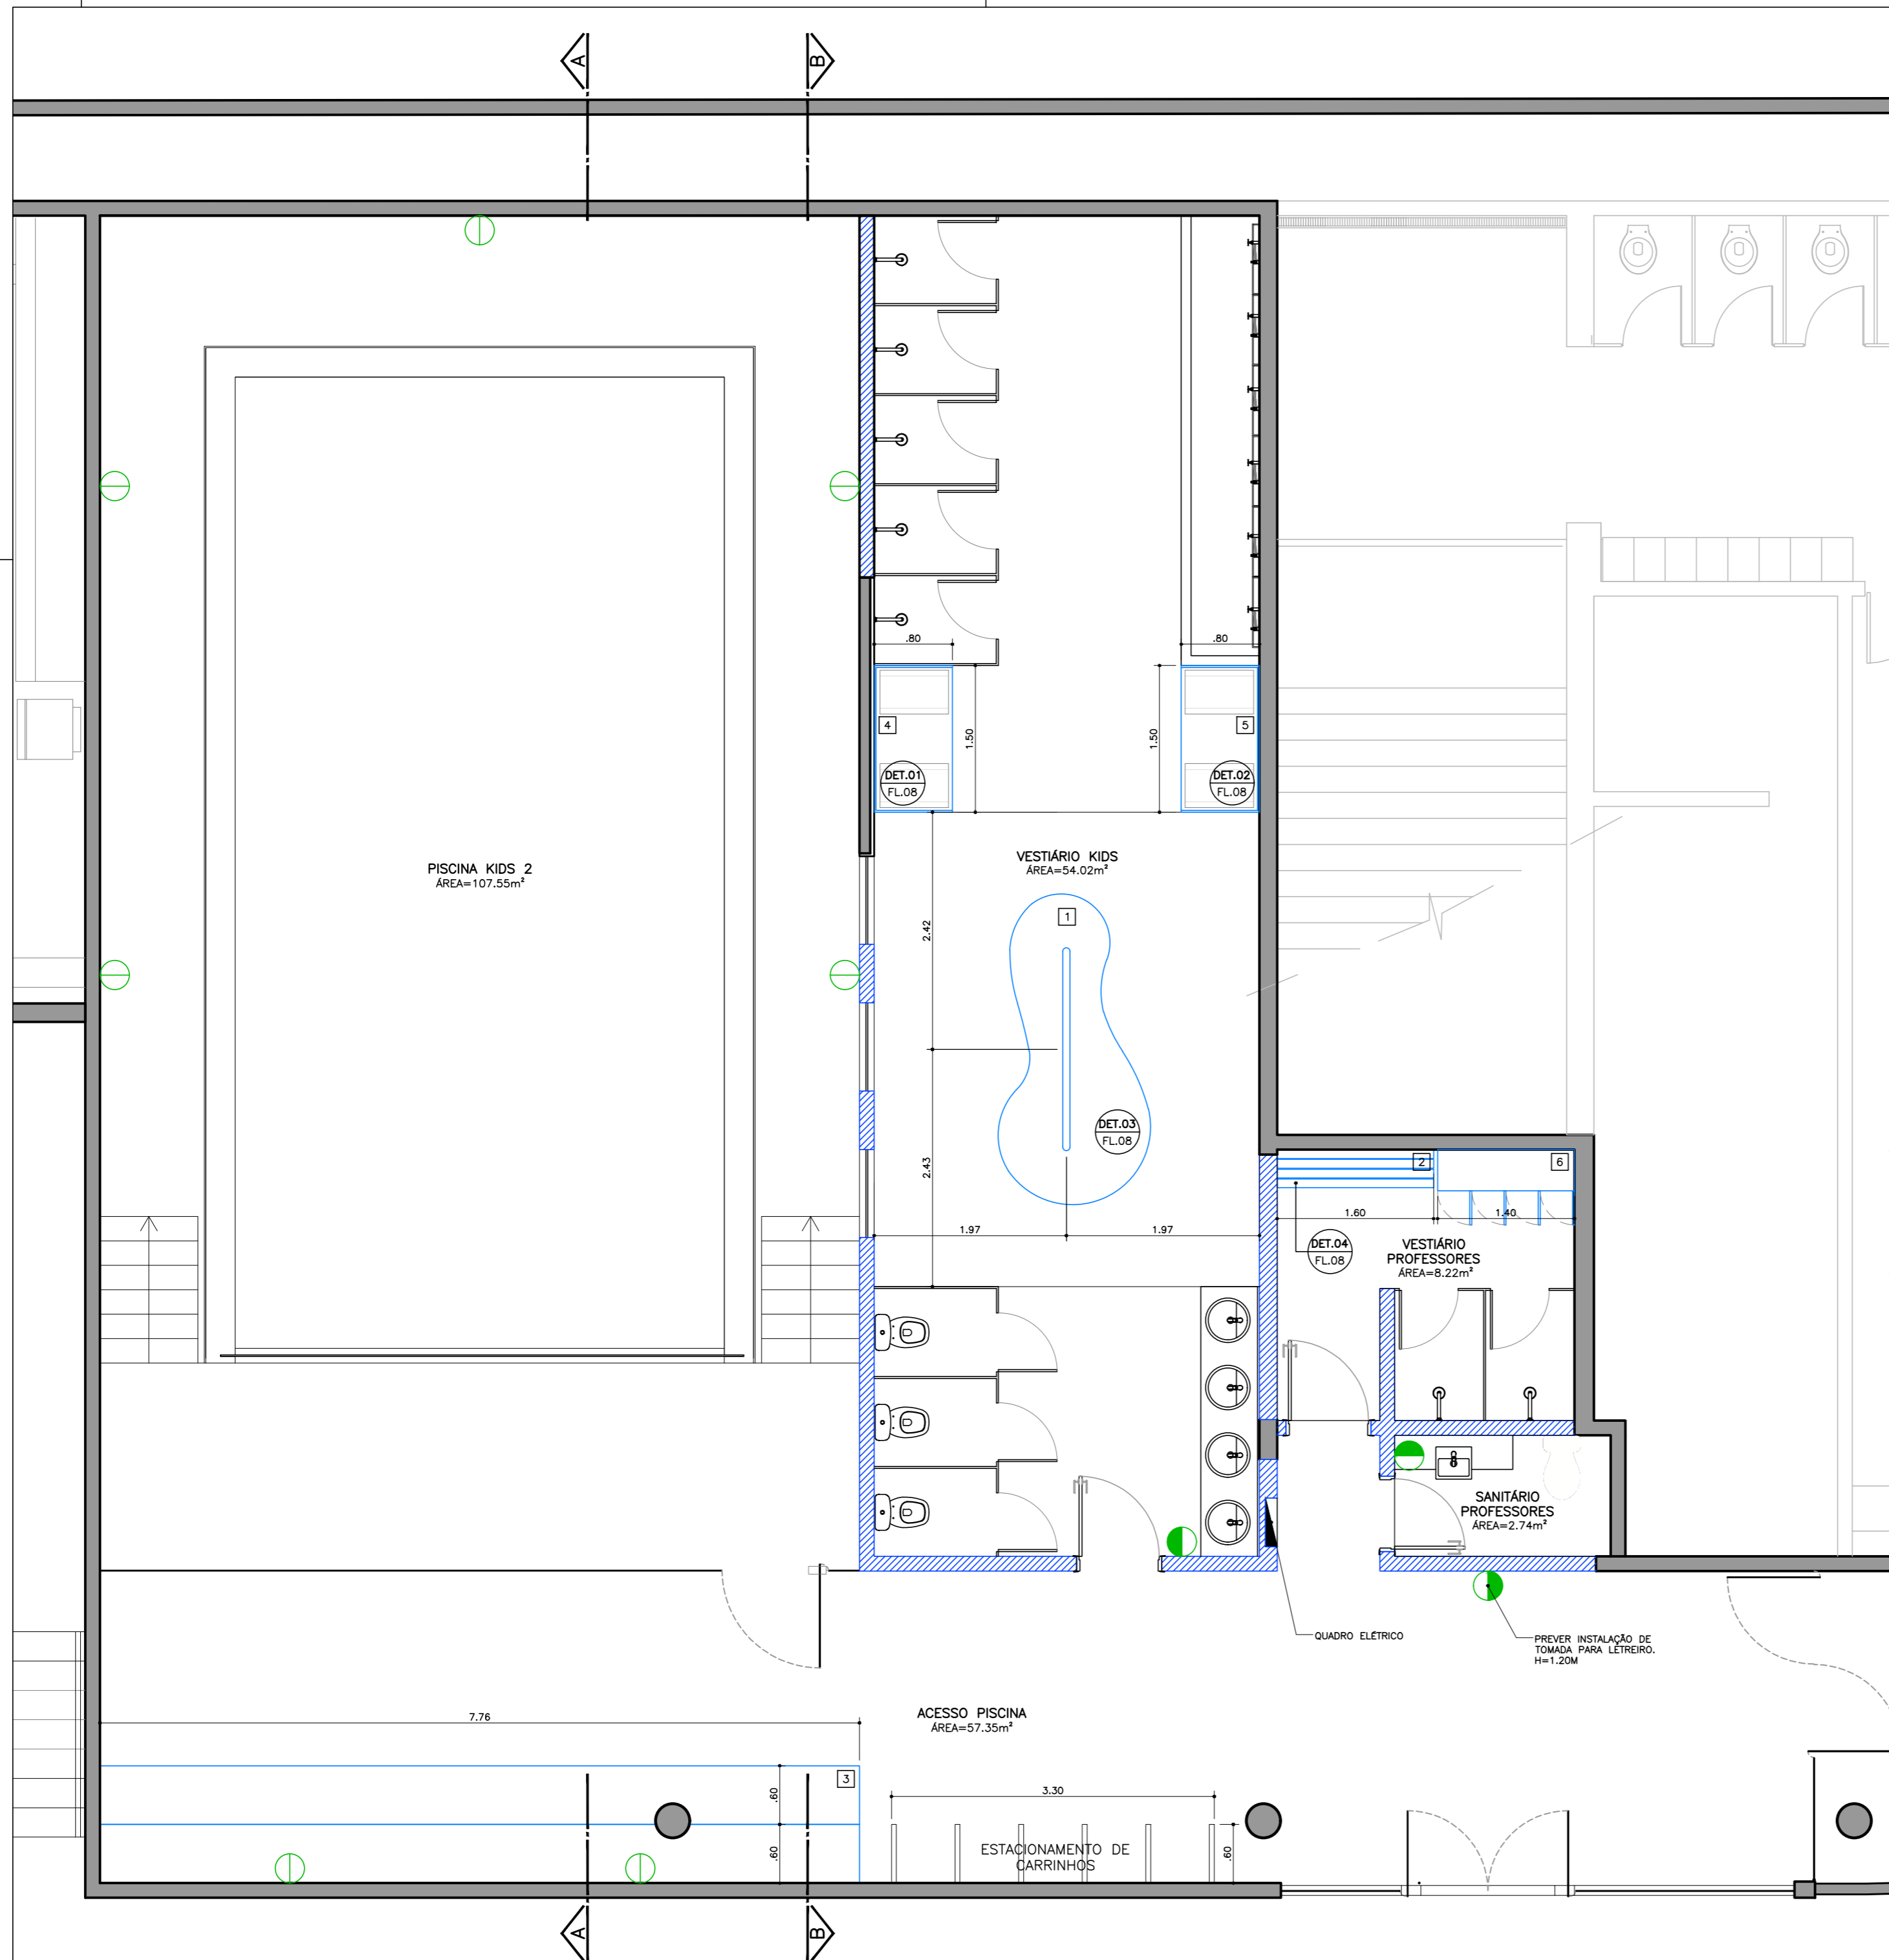 A
B
.80
.80
4
5
1.50
1.50
DET.01
FL.08
DET.02
FL.08
PISCINA KIDS 2
ÁREA=107.55m²
VESTIÁRIO KIDS
ÁREA=54.02m²
1
2.42
DET.03
FL.08
2.43
2
6
1.97
1.97
1.60
1.40
DET.04
FL.08
VESTIÁRIO
PROFESSORES
ÁREA=8.22m²
SANITÁRIO
PROFESSORES
ÁREA=2.74m²
QUADRO ELÉTRICO
PREVER INSTALAÇÃO DE
TOMADA PARA LETREIRO.
H=1.20M
7.76
ACESSO PISCINA
ÁREA=57.35m²
3
.60
3.30
.60
ESTACIONAMENTO DE
CARRINHOS
.60
A
B